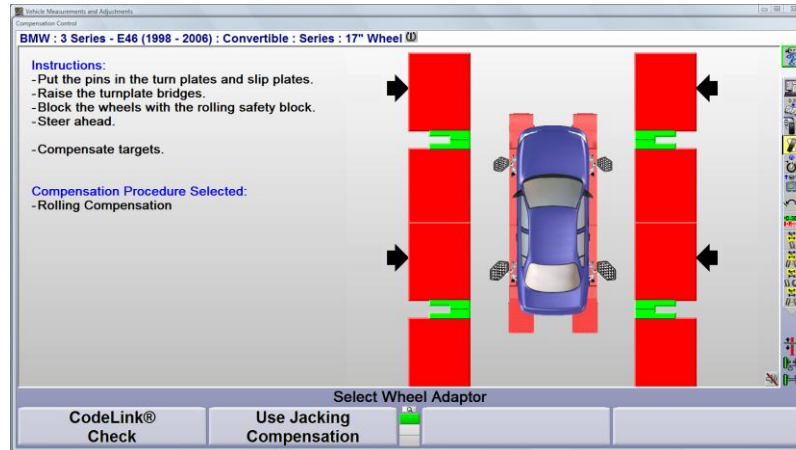 Vehicle Measurements and Adjustments
Compensation Control
BMW : 3 Series - E46 (1998 - 2006) : Convertible : Series : 17" Wheel
Instructions:
-Put the pins in the turn plates and slip plates.
-Raise the turnplate bridges.
-Block the wheels with the rolling safety block.
-Steer ahead.
-Compensate targets.
Compensation Procedure Selected:
-Rolling Compensation
Select Wheel Adaptor
CodeLink®
Check
Use Jacking
Compensation